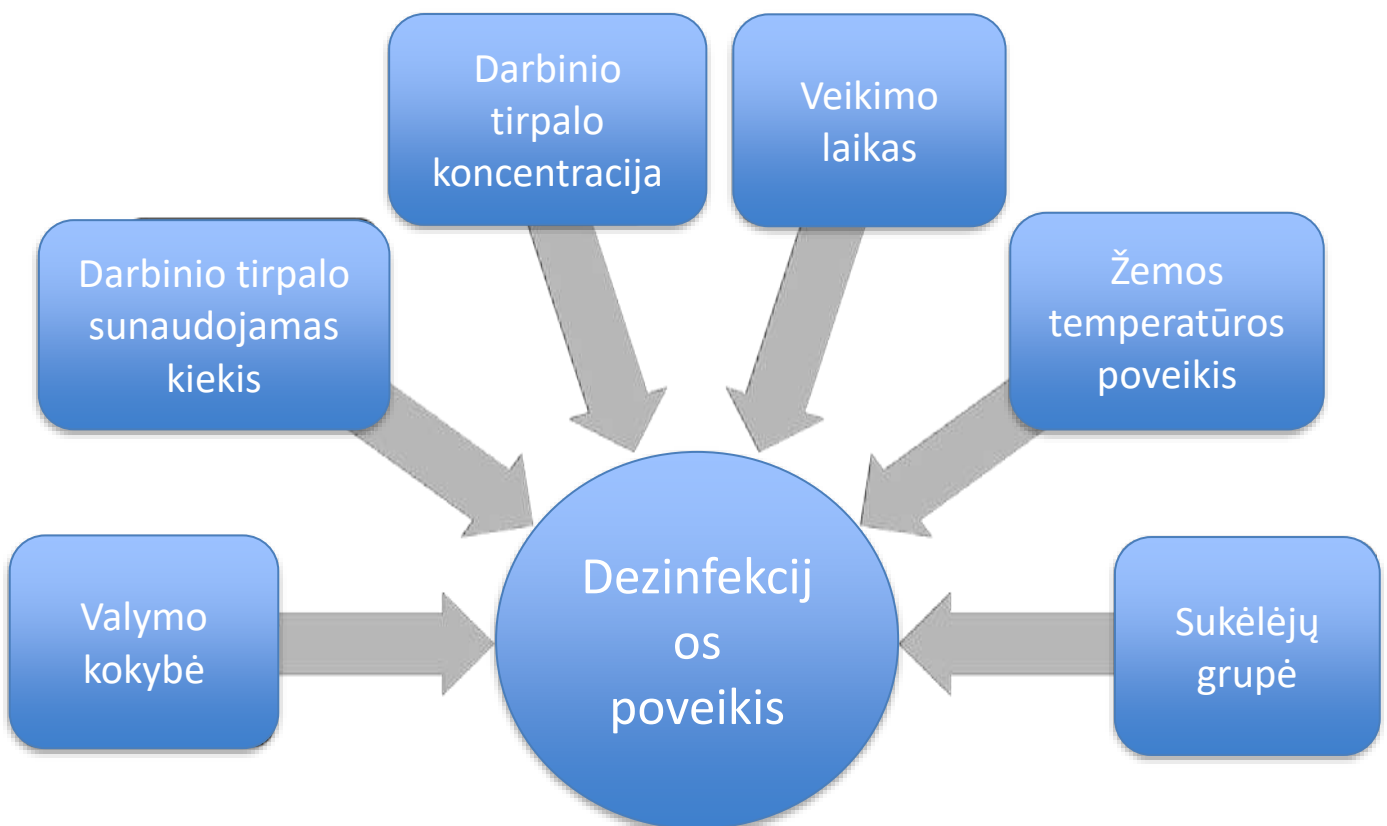 Darbinio
tirpalo
koncentracija
Veikimo
laikas
Darbinio tirpalo
sunaudojamas
kiekis
Žemos
temperatūros
poveikis
Valymo
kokybė
Dezinfekcij
os
poveikis
Sukėlėjų
grupė